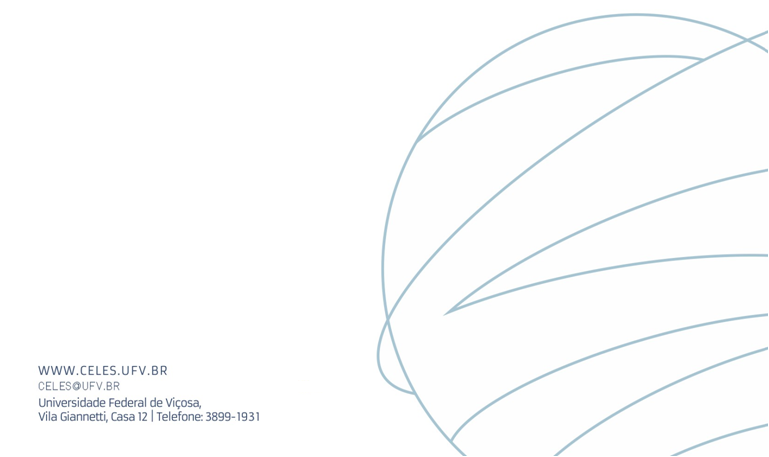 WWW.CELES.UFV.BR
CELES@UFV.BR
Universidade Federal de Viçosa,
Vila Giannetti, Casa 12 | Telefone: 3899-1931